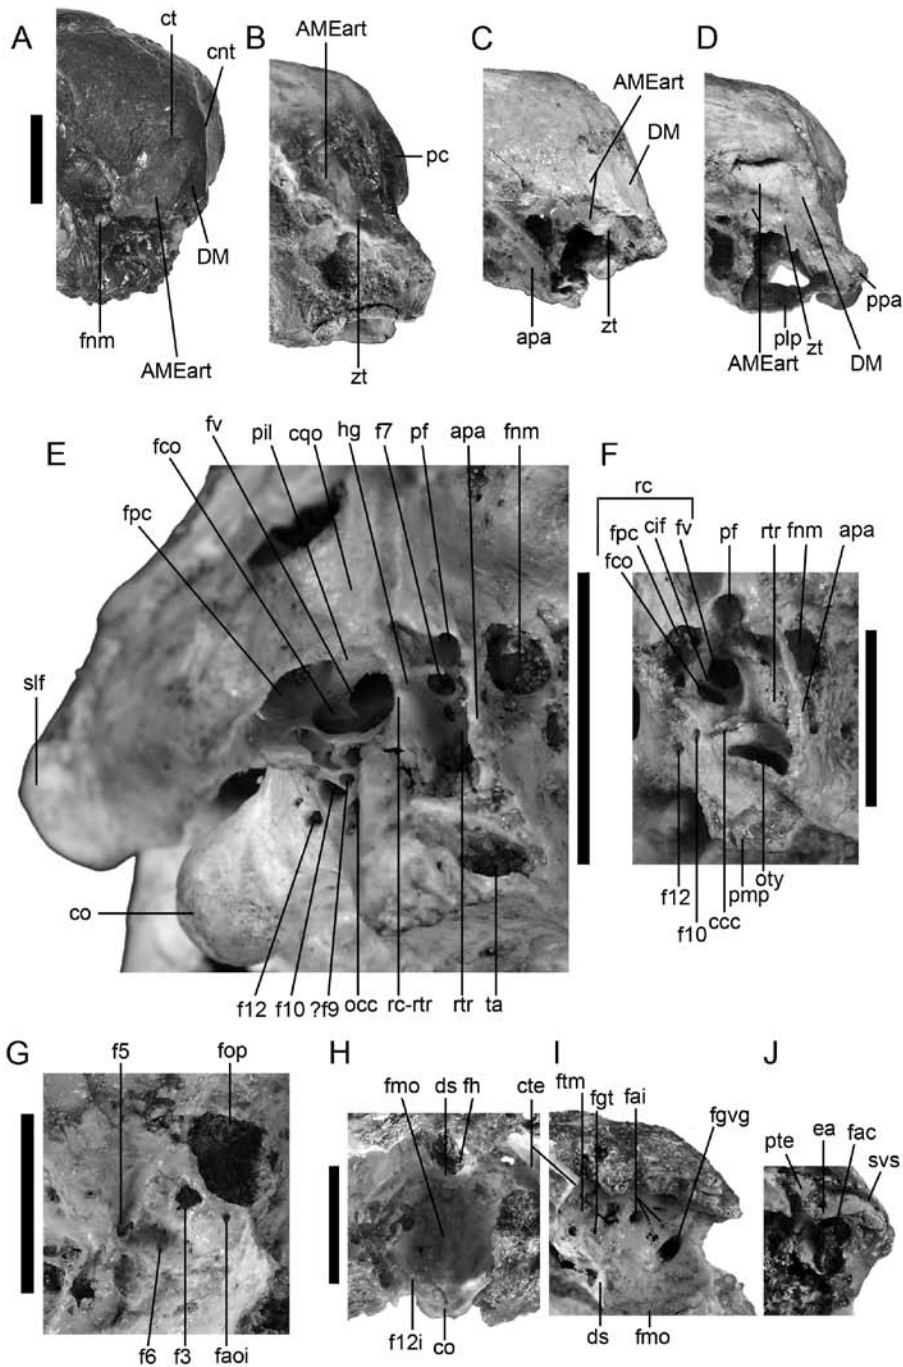 A
ct
cnt
DM
fnm
AMEart
B
AMEart
pc
zt
C
AMEart
DM
apa
zt
D
ppa
plp
zt
AMEart
DM
E
fpc
fco
fv
pil
cqo
hg
f7
pf
apa
fnm
slf
co
f12
f10
?f9
occ
rc-rtr
rtr
ta
F
rc
fco
fpc
cif
fv
pf
rtr
fnm
apa
f12
f10
ccc
pmp
oty
G
f5
fop
f6
f3
faoi
H
fmo
ds
fh
cte
f12i
co
I
ftm
fgt
fai
fgvg
ds
fmo
J
pte
ea
fac
svs